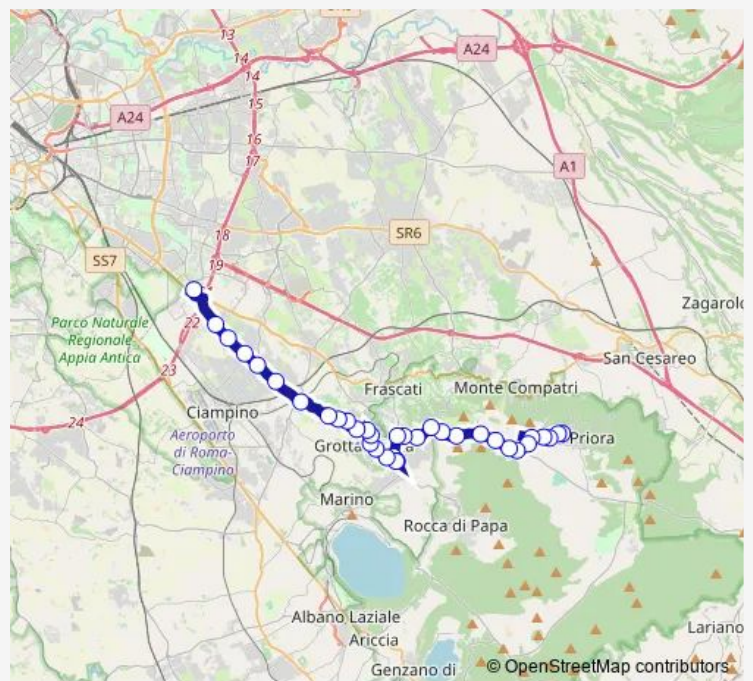 13
14
A24
14
15
A24
16
17
A1
18
SR6
19
SS7
Zagarolo
22
Parco Naturale
Regionale
Appia Antica
San Cesareo
23
Frascati
Monte Compatri
24
Ciampino
Aeroporto
di Roma-
Ciampino
Priora
Marino
Rocca di Papa
Albano Laziale
Ariccia
Lariano
Genzano di
© OpenStreetMap contributors